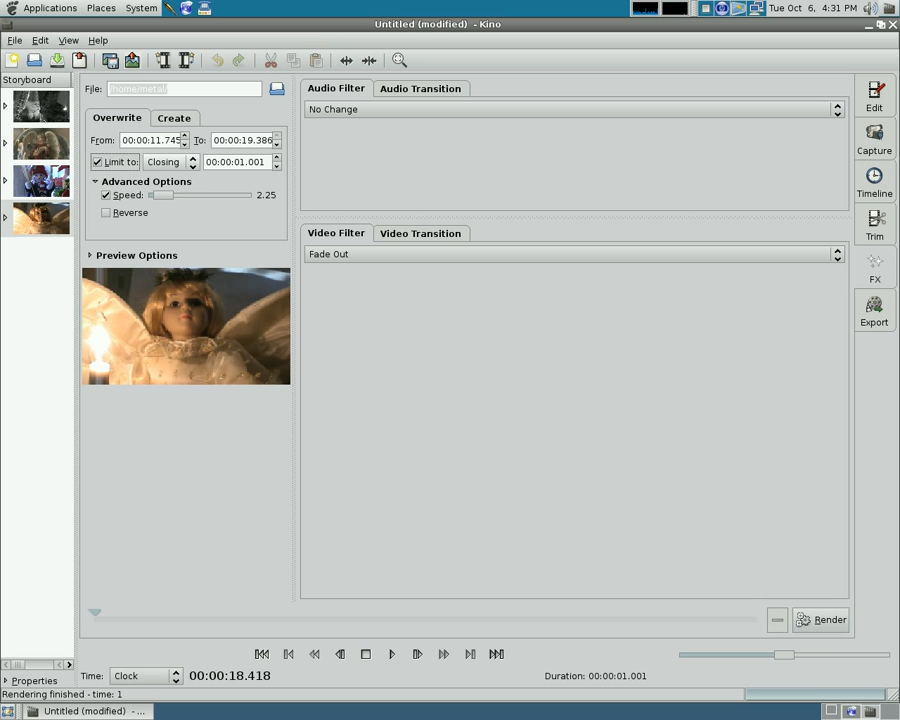 Applications Places System Tue Oct 6, 4:31 PM
Untitled (modified) - Kino
File Edit View Help
Storyboard
File: /home/metal/
Overwrite Create
From: 00:00:11.745 To: 00:00:19.386
Limit to: Closing 00:00:01.001
Advanced Options
Speed: 2.25
Reverse
Preview Options
Audio Filter Audio Transition
No Change
Video Filter Video Transition
Fade Out
Edit
Capture
Timeline
Trim
FX
Export
Render
Time: Clock 00:00:18.418 Duration: 00:00:01.001
Properties
Rendering finished - time: 1
Untitled (modified) - ...